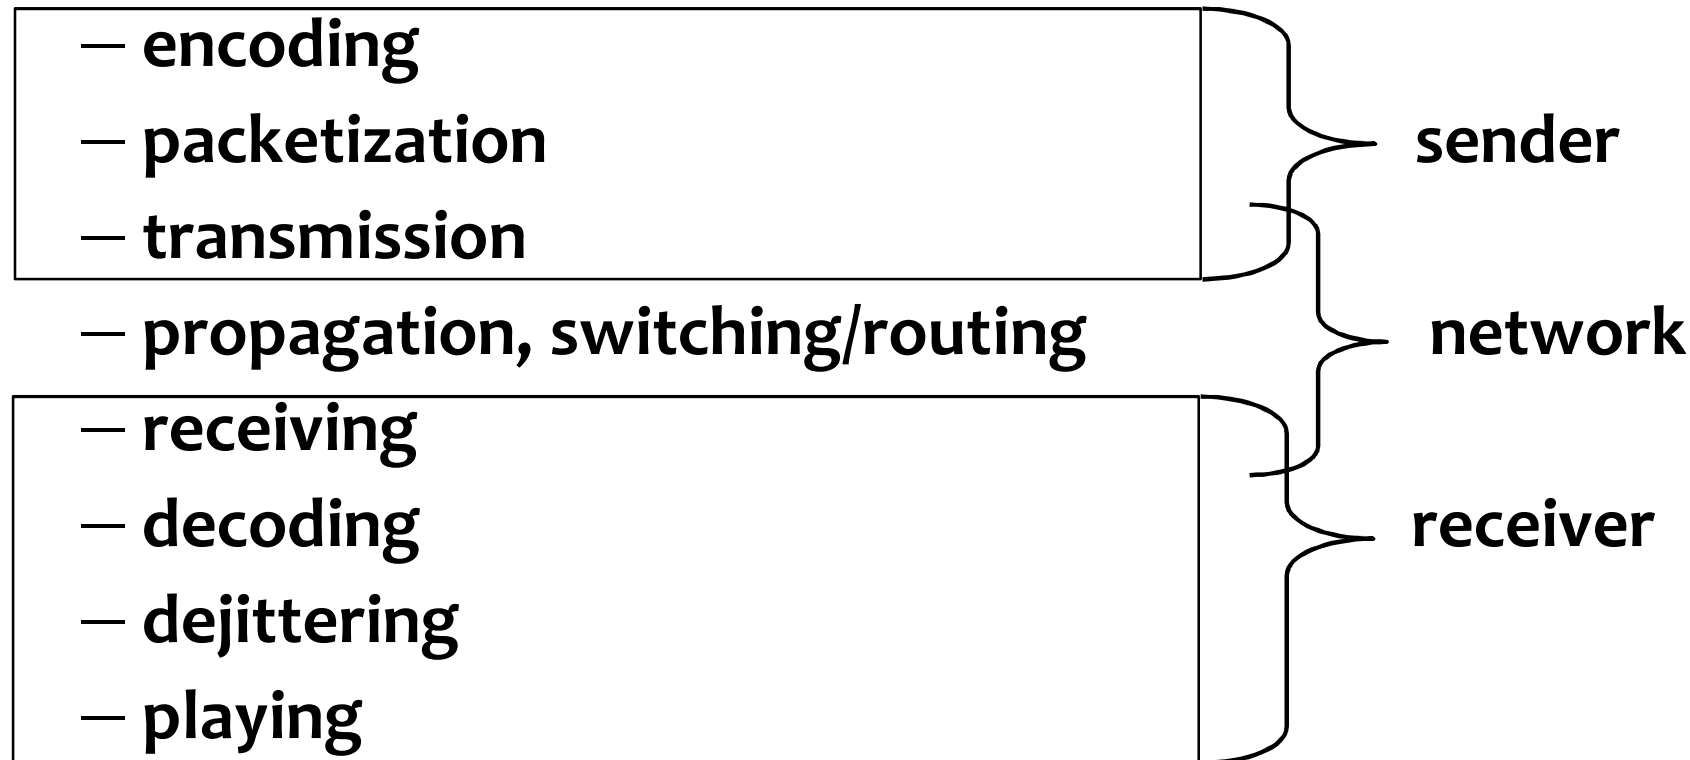 – encoding
– packetization
sender
– transmission
– propagation, switching/routing
network
– receiving
– decoding
receiver
– dejittering
– playing